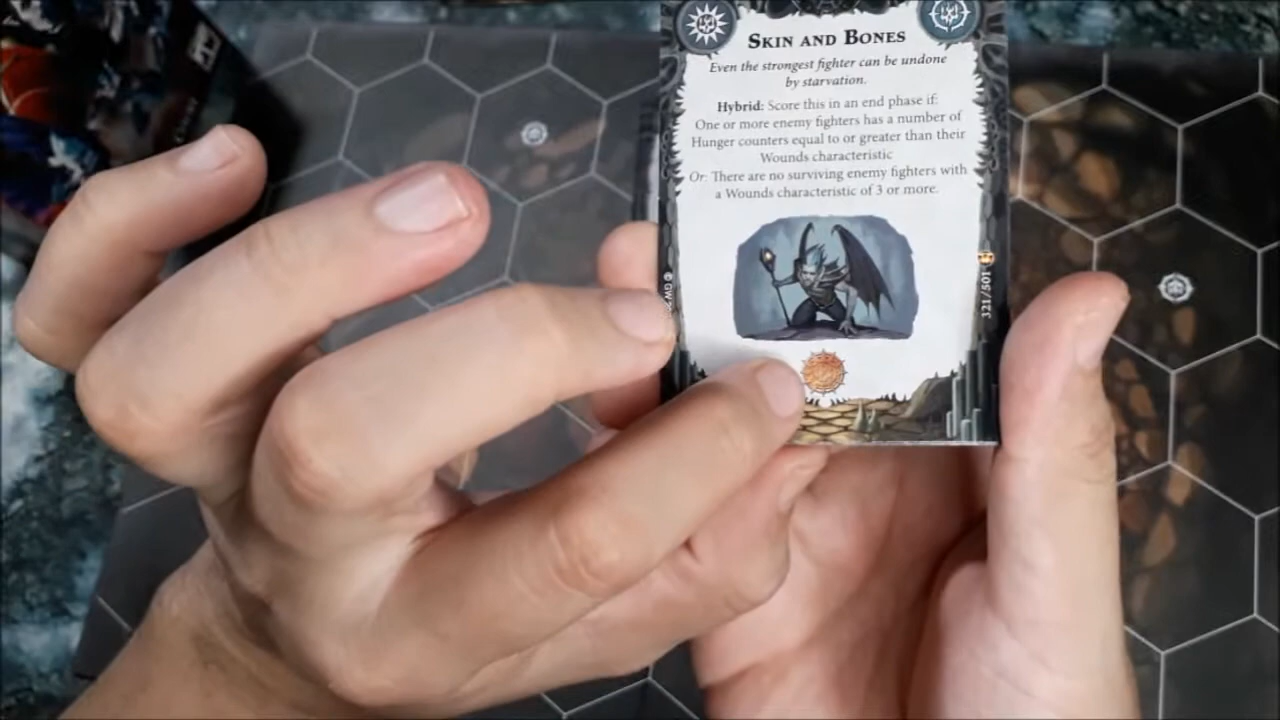 Skin and Bones
Even the strongest fighter can be undone
by starvation.
Hybrid: Score this in an end phase if:
One or more enemy fighters has a number of
Hunger counters equal to or greater than their
Wounds characteristic
Or: There are no surviving enemy fighters with
a Wounds characteristic of 3 or more.
© GW
321/501